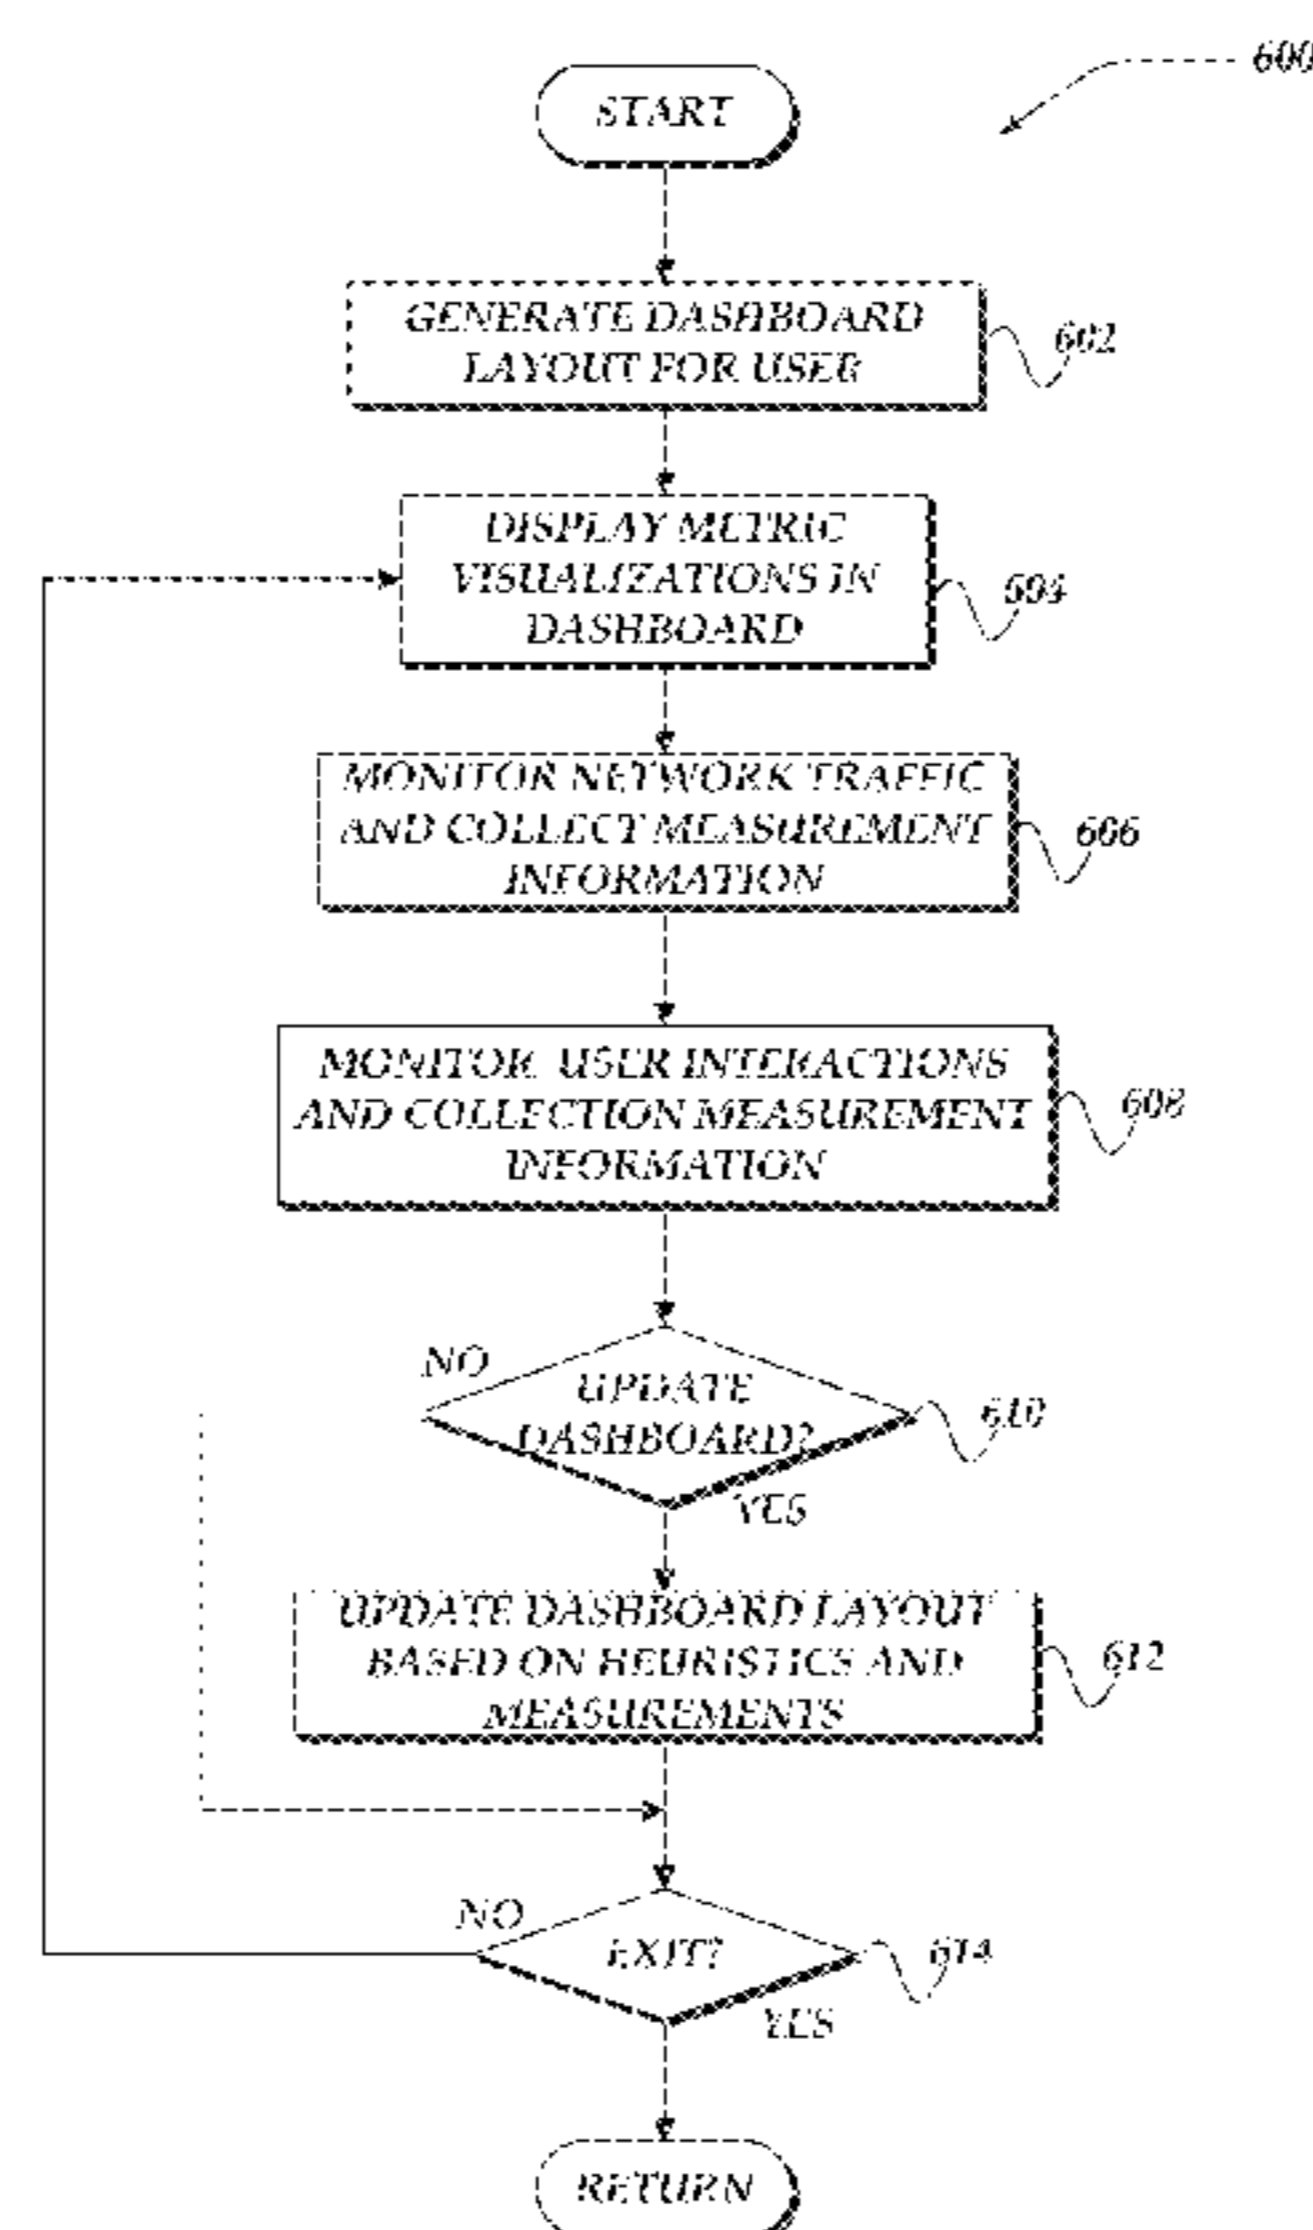 600
START
GENERATE DASHBOARD
LAYOUT FOR USER
602
DISPLAY METRIC
VISUALIZATIONS IN
DASHBOARD
604
MONITOR NETWORK TRAFFIC
AND COLLECT MEASUREMENT
INFORMATION
606
MONITOR USER INTERACTIONS
AND COLLECTION MEASUREMENT
INFORMATION
608
NO
UPDATE
DASHBOARD?
610
YES
UPDATE DASHBOARD LAYOUT
BASED ON HEURISTICS AND
MEASUREMENTS
612
NO
EXIT?
614
YES
RETURN